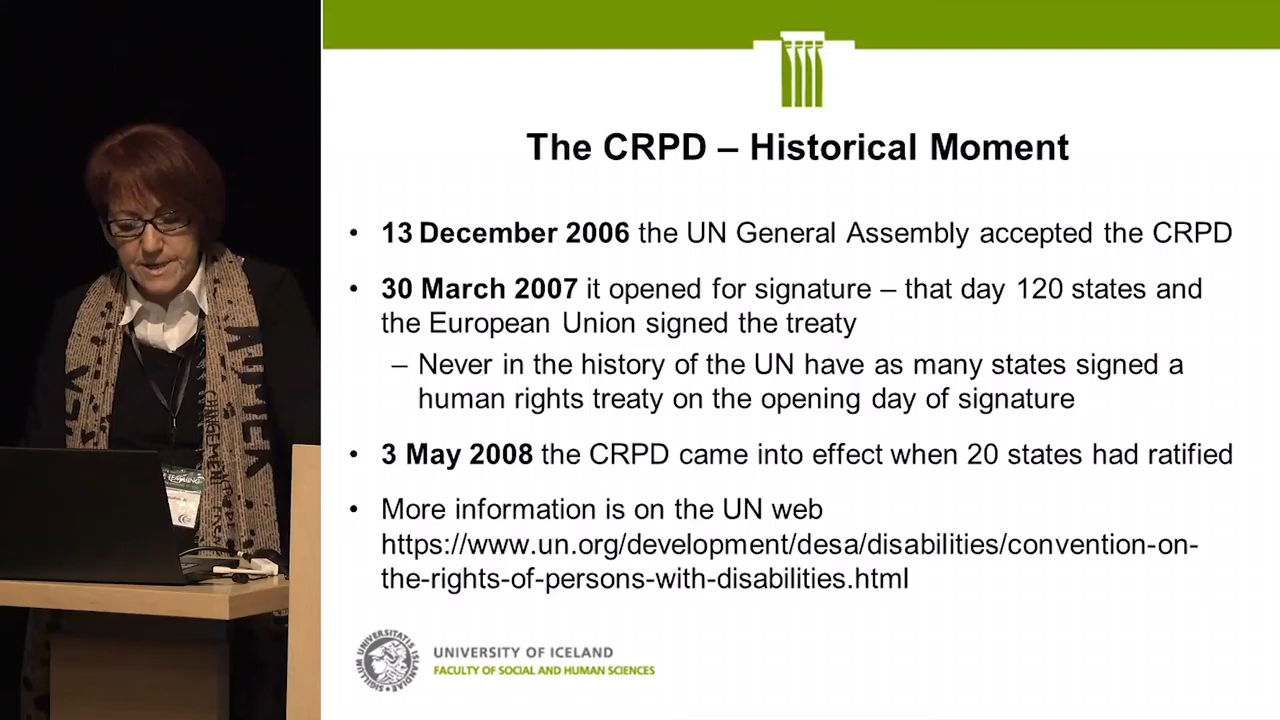 The CRPD – Historical Moment
• 13 December 2006 the UN General Assembly accepted the CRPD
• 30 March 2007 it opened for signature – that day 120 states and
the European Union signed the treaty
– Never in the history of the UN have as many states signed a
human rights treaty on the opening day of signature
• 3 May 2008 the CRPD came into effect when 20 states had ratified
• More information is on the UN web
https://www.un.org/development/desa/disabilities/convention-on-
the-rights-of-persons-with-disabilities.html
SIGILLUM UNIVERSITATIS ISLANDIAE
UNIVERSITY OF ICELAND
FACULTY OF SOCIAL AND HUMAN SCIENCES